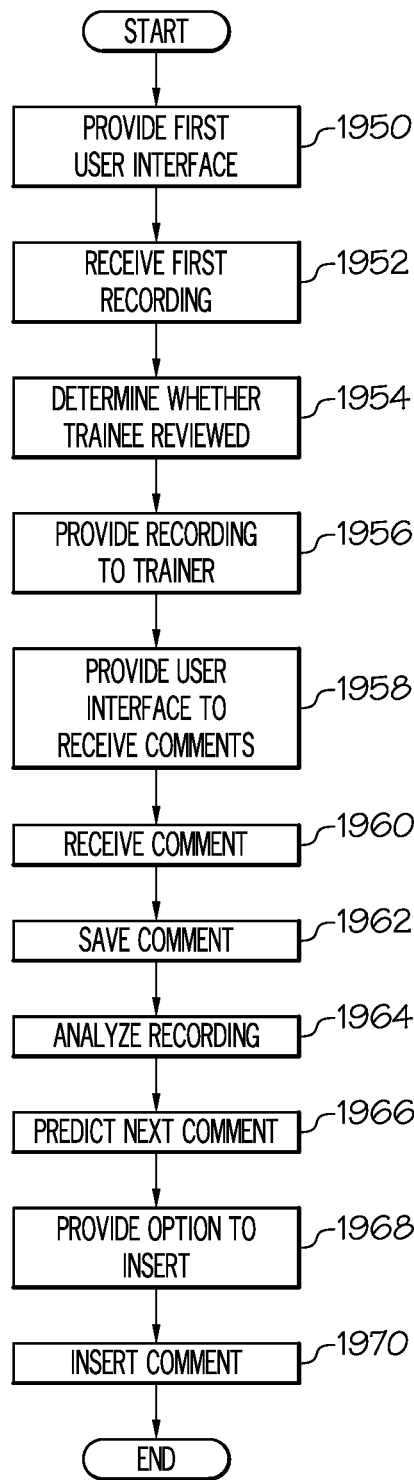 START
PROVIDE FIRST
USER INTERFACE
1950
RECEIVE FIRST
RECORDING
1952
DETERMINE WHETHER
TRAINEE REVIEWED
1954
PROVIDE RECORDING
TO TRAINER
1956
PROVIDE USER
INTERFACE TO
RECEIVE COMMENTS
1958
RECEIVE COMMENT
1960
SAVE COMMENT
1962
ANALYZE RECORDING
1964
PREDICT NEXT COMMENT
1966
PROVIDE OPTION TO
INSERT
1968
INSERT COMMENT
1970
END